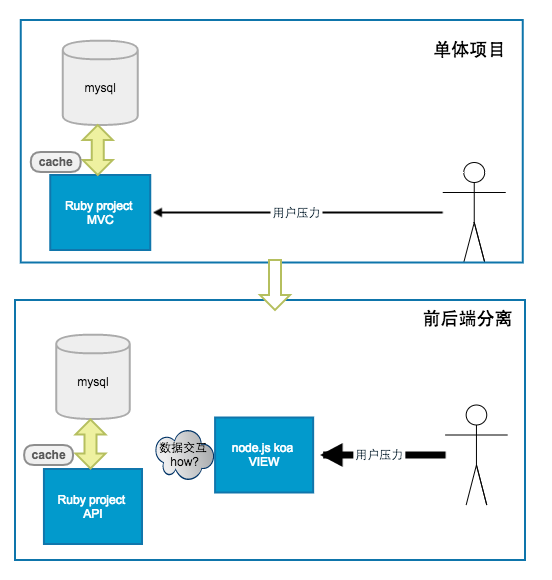 单体项目
mysql
cache
Ruby project
MVC
用户压力
前后端分离
mysql
cache
数据交互
how?
node.js koa
VIEW
用户压力
Ruby project
API